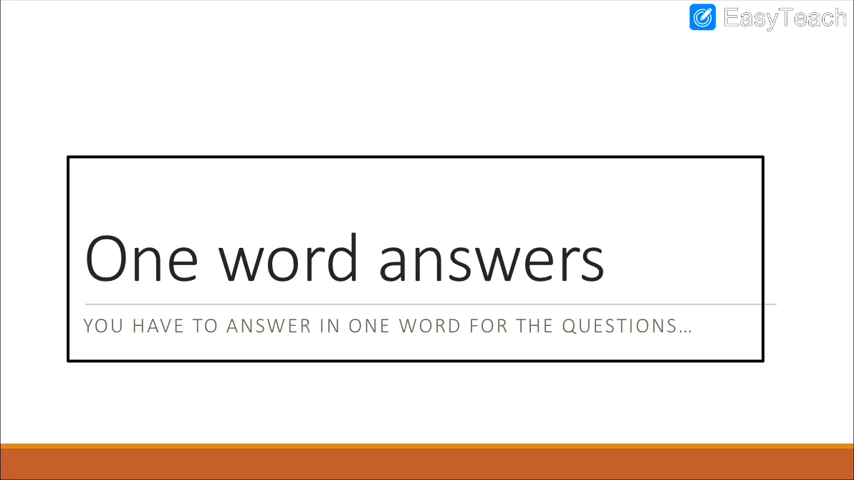 EasyTeach
One word answers
YOU HAVE TO ANSWER IN ONE WORD FOR THE QUESTIONS…